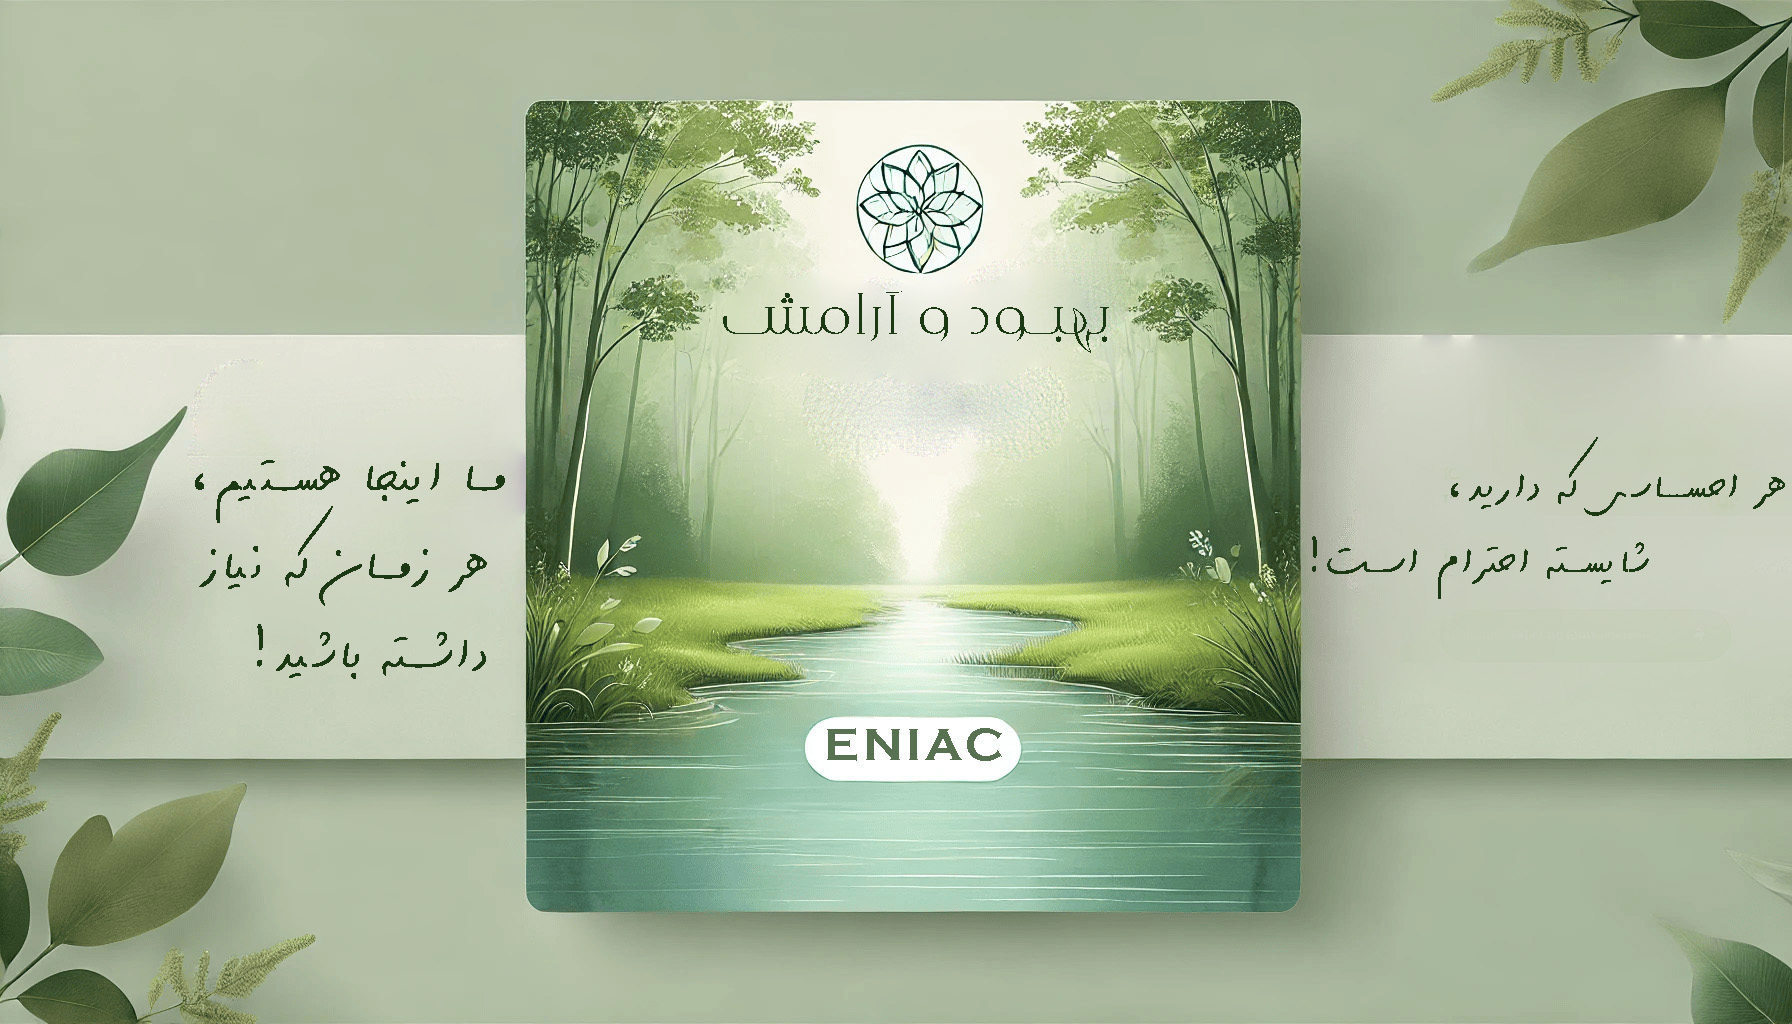 بهبود و آرامش
هر احساسی که دارید،
شایسته احترام است!
ما اینجا هستیم،
هر زمان که نیاز
داشته باشید!
ENIAC